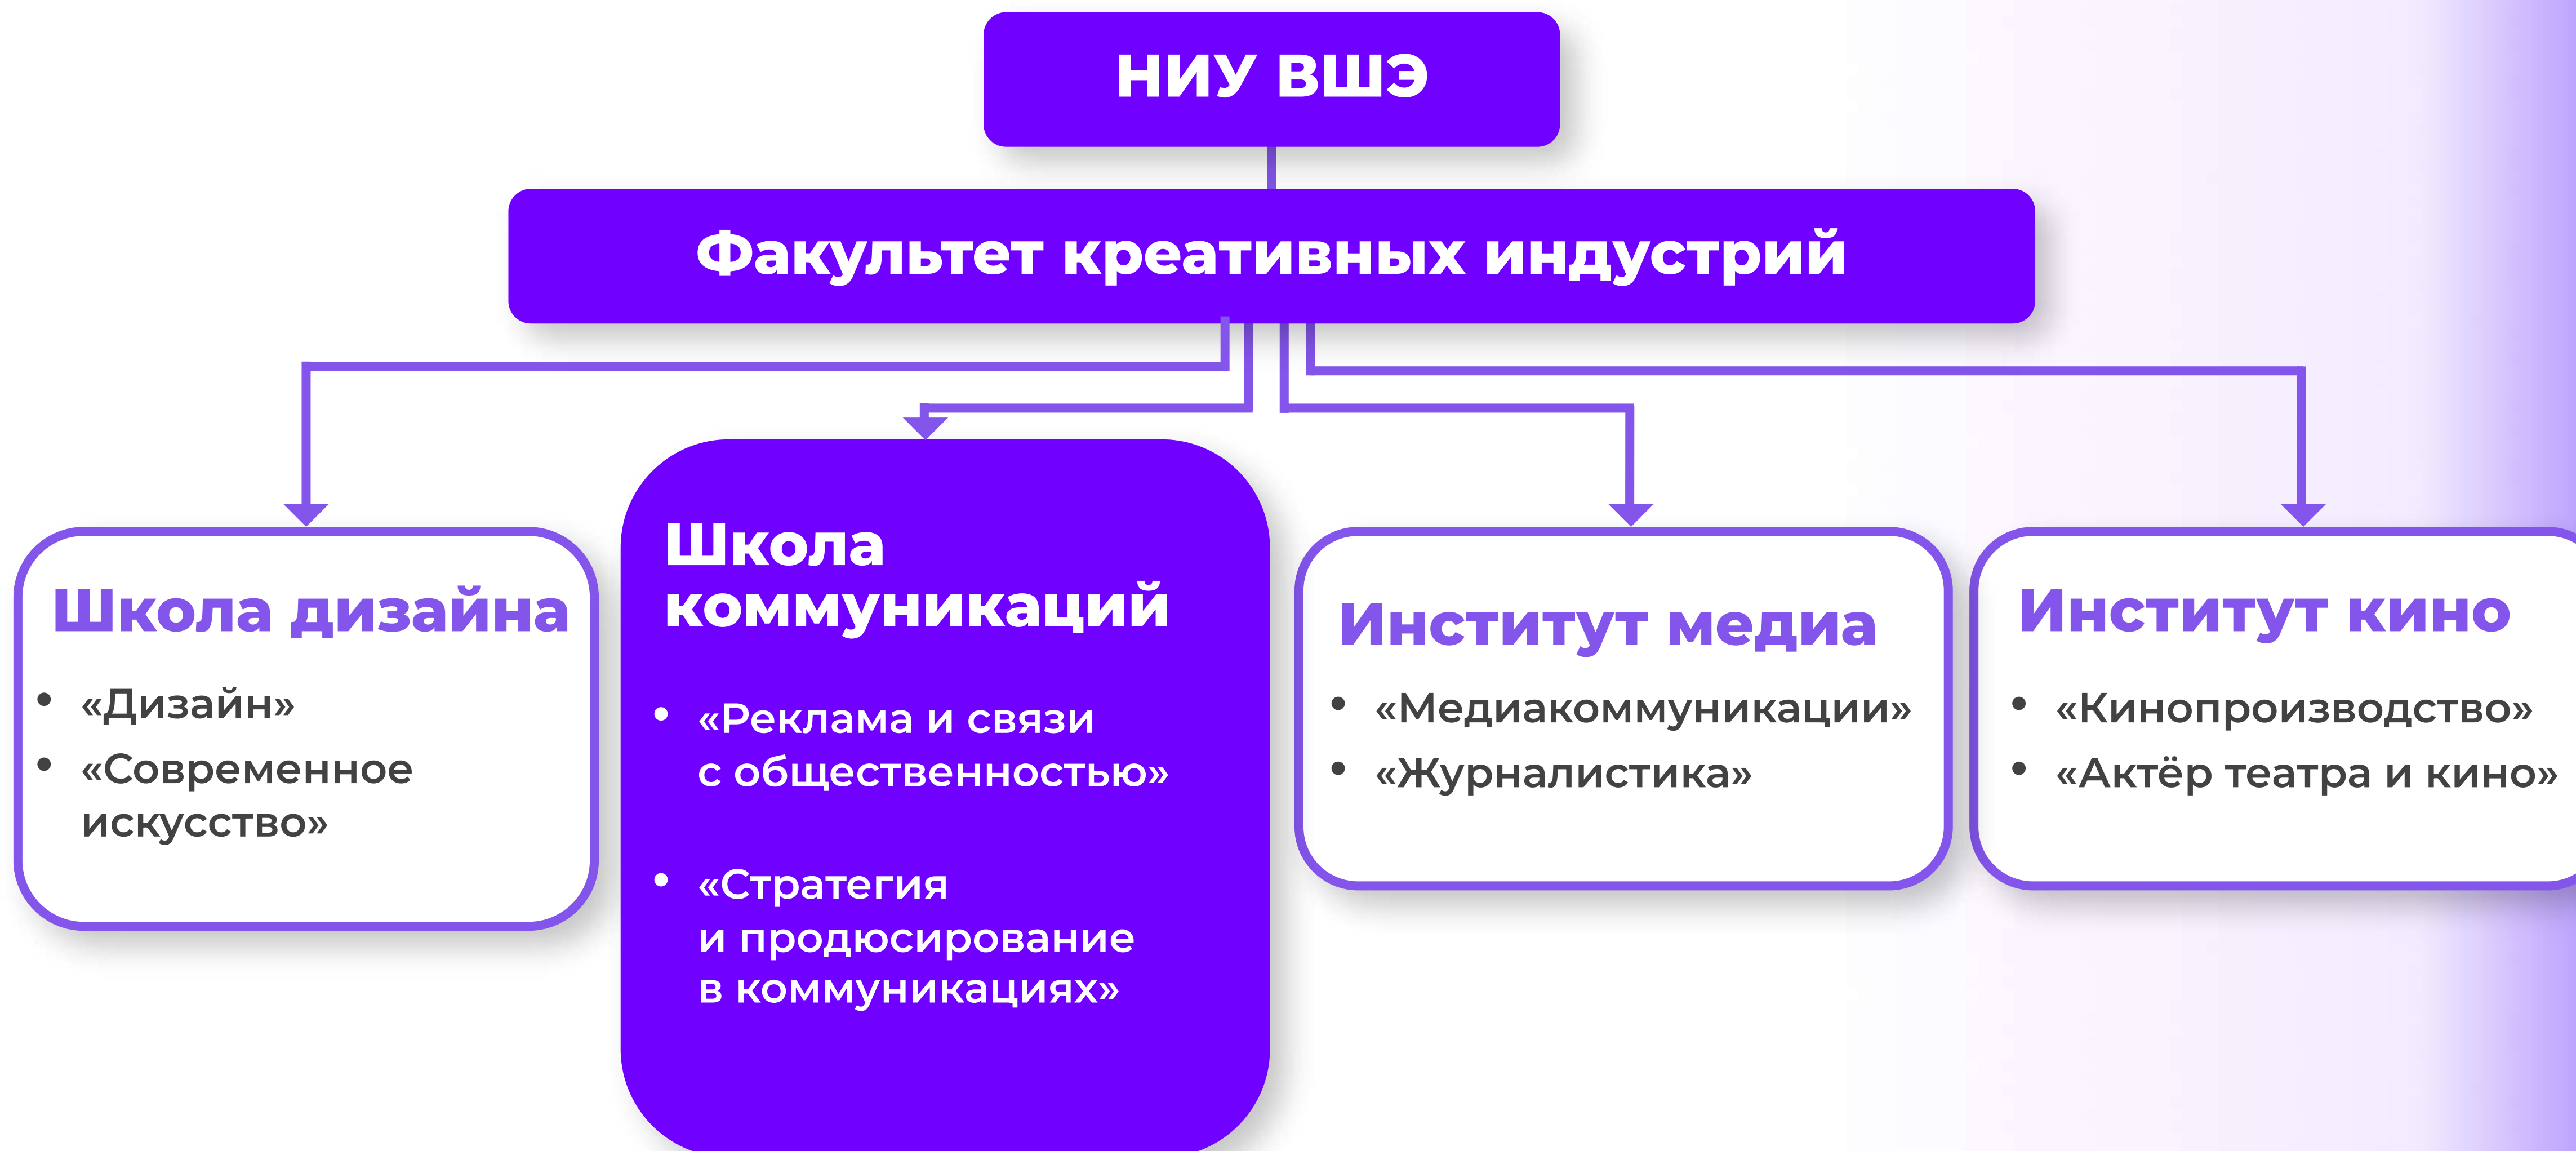 НИУ ВШЭ
Факультет креативных индустрий
Школа дизайна
• «Дизайн»
• «Современное
искусство»
Школа
коммуникаций
• «Реклама и связи
с общественностью»
• «Стратегия
и продюсирование
в коммуникациях»
Институт медиа
• «Медиакоммуникации»
• «Журналистика»
Институт кино
• «Кинопроизводство»
• «Актёр театра и кино»